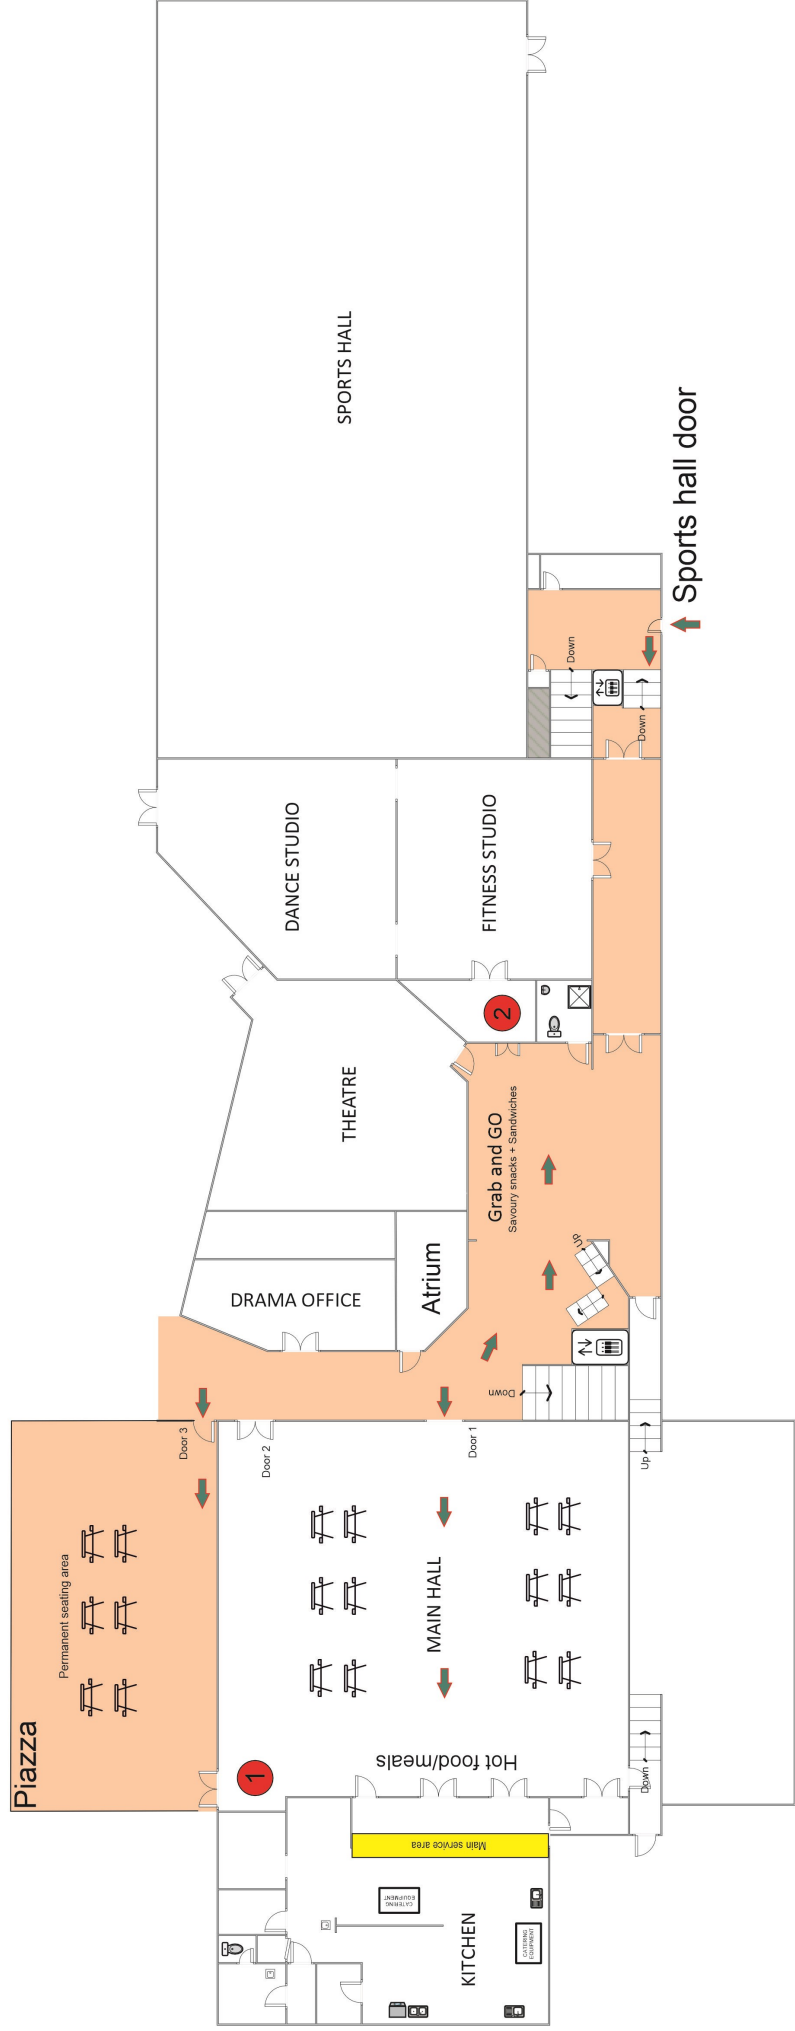 SPORTS HALL
Sports hall door
Down
Down
DANCE STUDIO
FITNESS STUDIO
2
THEATRE
Grab and GO
Savoury snacks + Sandwiches
UP
DRAMA OFFICE
Atrium
Down
Door 3
Door 2
Door 1
Up
Piazza
Permanent seating area
MAIN HALL
Hot food/meals
1
Down
Main service area
CATERING
EQUIPMENT
KITCHEN
CATERING
EQUIPMENT